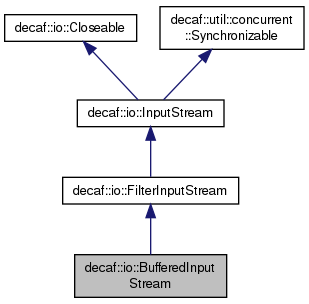 decaf::io::Closeable
decaf::util::concurrent
::Synchronizable
decaf::io::InputStream
decaf::io::FilterInputStream
decaf::io::BufferedInput
Stream